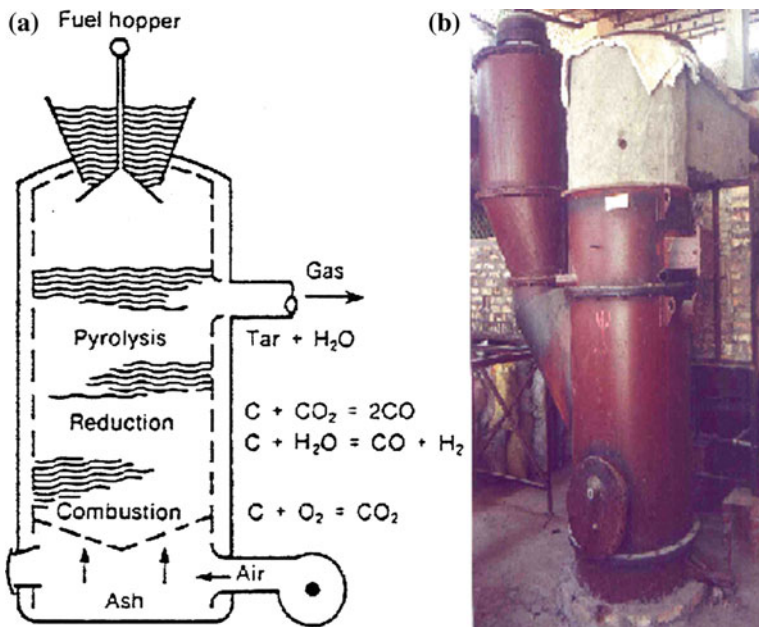 (a)
Fuel hopper
Gas
Pyrolysis
Tar + H₂O
Reduction
C + CO₂ = 2CO
C + H₂O = CO + H₂
Combustion
C + O₂ = CO₂
Air
Ash
(b)